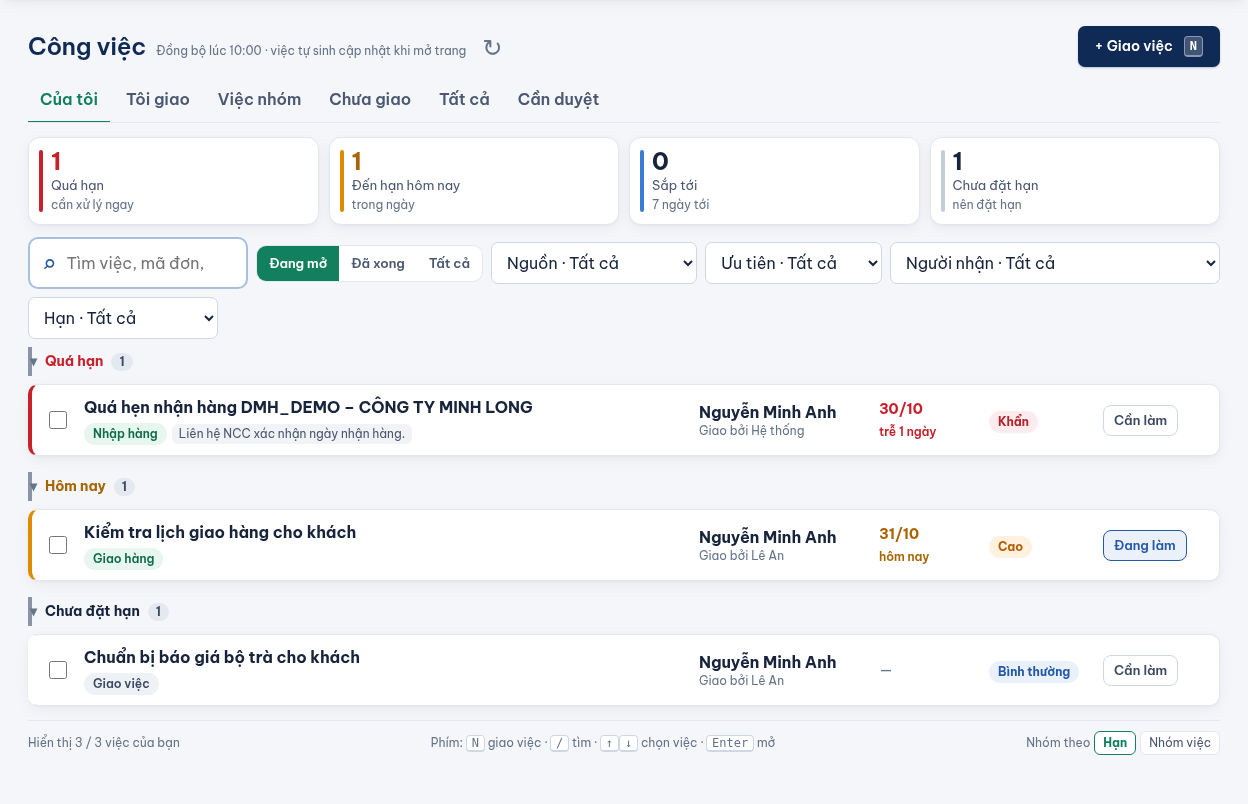 Công việc Đồng bộ lúc 10:00 · việc tự sinh cập nhật khi mở trang ↻
+ Giao việc N
Của tôi Tôi giao Việc nhóm Chưa giao Tất cả Cần duyệt
1
Quá hạn
cần xử lý ngay
1
Đến hạn hôm nay
trong ngày
0
Sắp tới
7 ngày tới
1
Chưa đặt hạn
nên đặt hạn
Tìm việc, mã đơn,
Đang mở Đã xong Tất cả
Nguồn · Tất cả
Ưu tiên · Tất cả
Người nhận · Tất cả
Hạn · Tất cả
▾ Quá hạn 1
Quá hẹn nhận hàng DMH_DEMO – CÔNG TY MINH LONG
Nhập hàng Liên hệ NCC xác nhận ngày nhận hàng.
Nguyễn Minh Anh
Giao bởi Hệ thống
30/10
trễ 1 ngày
Khẩn
Cần làm
▾ Hôm nay 1
Kiểm tra lịch giao hàng cho khách
Giao hàng
Nguyễn Minh Anh
Giao bởi Lê An
31/10
hôm nay
Cao
Đang làm
▾ Chưa đặt hạn 1
Chuẩn bị báo giá bộ trà cho khách
Giao việc
Nguyễn Minh Anh
Giao bởi Lê An
—
Bình thường
Cần làm
Hiển thị 3 / 3 việc của bạn
Phím: N giao việc · / tìm · ↑ ↓ chọn việc · Enter mở
Nhóm theo Hạn Nhóm việc